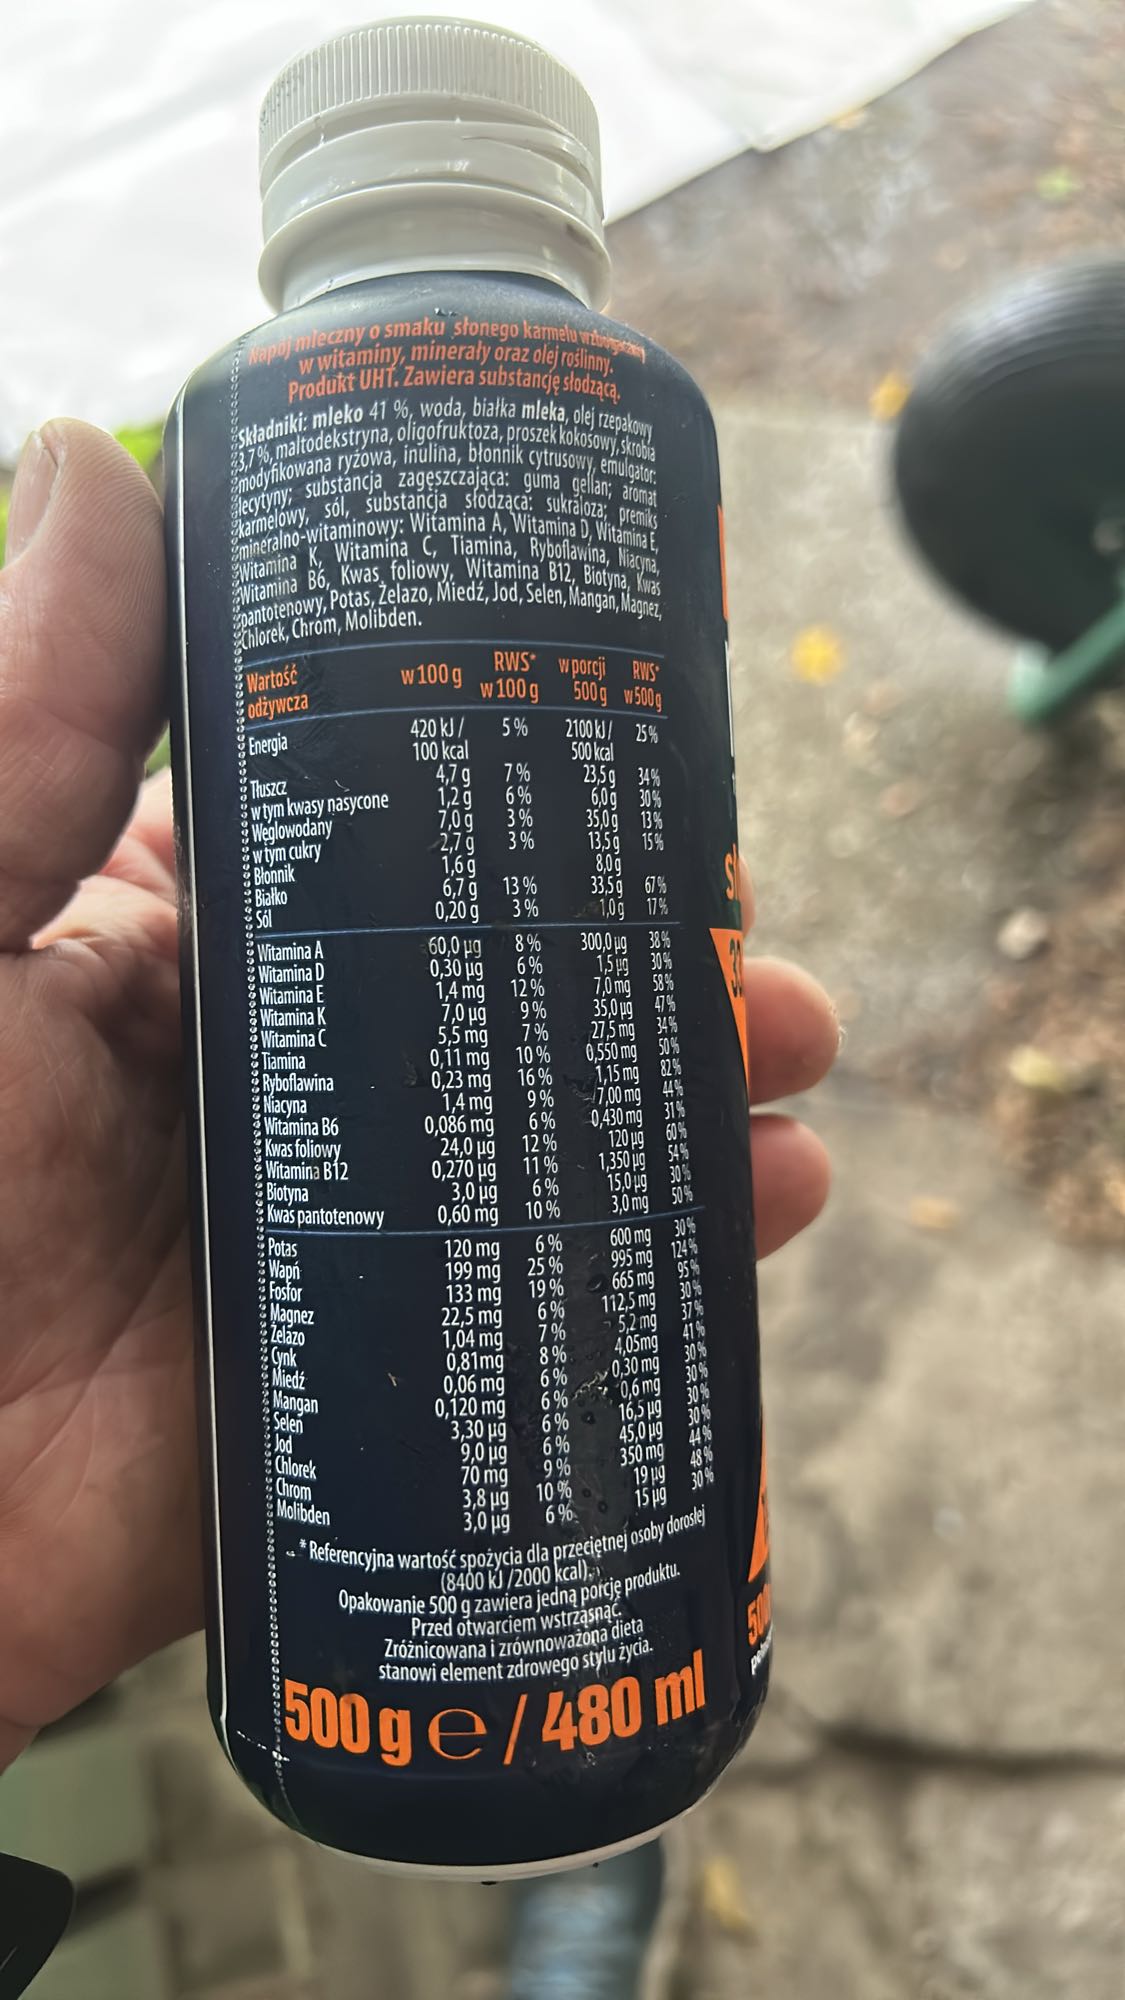 Napój mleczny o smaku słonego karmelu wzbogacony
w witaminy, minerały oraz olej roślinny.
Produkt UHT. Zawiera substancję słodzącą.
Składniki: mleko 41 %, woda, białka mleka, olej rzepakowy
3,7%, maltodekstryna, oligofruktoza, proszek kokosowy, skrobia
modyfikowana ryżowa, inulina, błonnik cytrusowy, emulgator:
lecytyny; substancja zagęszczająca: guma gellan; aromat
karmelowy, sól, substancja słodząca: sukraloza; premiks
mineralno-witaminowy: Witamina A, Witamina D, Witamina E,
Witamina K, Witamina C, Tiamina, Ryboflawina, Niacyna,
Witamina B6, Kwas foliowy, Witamina B12, Biotyna, Kwas
pantotenowy, Potas, Żelazo, Miedź, Jod, Selen, Mangan, Magnez,
Chlorek, Chrom, Molibden.
Wartość odżywcza w 100 g RWS* w 100 g w porcji 500 g RWS* w 500 g
Energia 420 kJ / 100 kcal 5 % 2100 kJ / 500 kcal 25 %
Tłuszcz 4,7 g 7 % 23,5 g 34 %
w tym kwasy nasycone 1,2 g 6 % 6,0 g 30 %
Węglowodany 7,0 g 3 % 35,0 g 13 %
w tym cukry 2,7 g 3 % 13,5 g 15 %
Błonnik 1,6 g 8,0 g
Białko 6,7 g 13 % 33,5 g 67 %
Sól 0,20 g 3 % 1,0 g 17 %
Witamina A 60,0 µg 8 % 300,0 µg 38 %
Witamina D 0,30 µg 6 % 1,5 µg 30 %
Witamina E 1,4 mg 12 % 7,0 mg 58 %
Witamina K 7,0 µg 9 % 35,0 µg 47 %
Witamina C 5,5 mg 7 % 27,5 mg 34 %
Tiamina 0,11 mg 10 % 0,550 mg 50 %
Ryboflawina 0,23 mg 16 % 1,15 mg 82 %
Niacyna 1,4 mg 9 % 7,00 mg 44 %
Witamina B6 0,086 mg 6 % 0,430 mg 31 %
Kwas foliowy 24,0 µg 12 % 120 µg 60 %
Witamina B12 0,270 µg 11 % 1,350 µg 54 %
Biotyna 3,0 µg 6 % 15,0 µg 30 %
Kwas pantotenowy 0,60 mg 10 % 3,0 mg 50 %
Potas 120 mg 6 % 600 mg 30 %
Wapń 199 mg 25 % 995 mg 124 %
Fosfor 133 mg 19 % 665 mg 95 %
Magnez 22,5 mg 6 % 112,5 mg 30 %
Żelazo 1,04 mg 7 % 5,2 mg 37 %
Cynk 0,81mg 8 % 4,05mg 41 %
Miedź 0,06 mg 6 % 0,30 mg 30 %
Mangan 0,120 mg 6 % 0,6 mg 30 %
Selen 3,30 µg 6 % 16,5 µg 30 %
Jod 9,0 µg 6 % 45,0 µg 30 %
Chlorek 70 mg 9 % 350 mg 44 %
Chrom 3,8 µg 10 % 19 µg 48 %
Molibden 3,0 µg 6 % 15 µg 30 %
* Referencyjna wartość spożycia dla przeciętnej osoby dorosłej
(8400 kJ /2000 kcal).
Opakowanie 500 g zawiera jedną porcję produktu.
Przed otwarciem wstrząsnąć.
Zróżnicowana i zrównoważona dieta
stanowi element zdrowego stylu życia.
500 g e / 480 ml